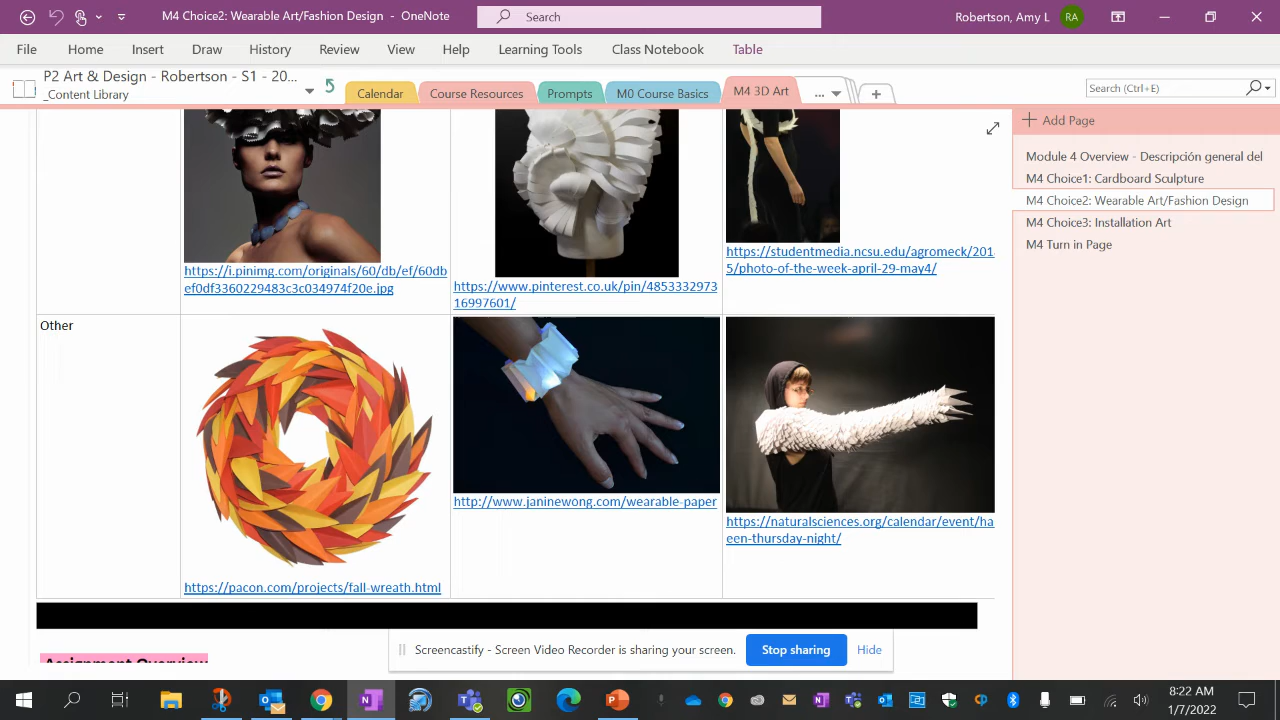 M4 Choice2: Wearable Art/Fashion Design - OneNote
Search
Robertson, Amy L
RA
File Home Insert Draw History Review View Help Learning Tools Class Notebook Table
P2 Art & Design - Robertson - S1 - 20...
_Content Library
Calendar Course Resources Prompts M0 Course Basics M4 3D Art ...
Search (Ctrl+E)
Add Page
Module 4 Overview - Descripción general del
M4 Choice1: Cardboard Sculpture
M4 Choice2: Wearable Art/Fashion Design
M4 Choice3: Installation Art
M4 Turn in Page
https://i.pinimg.com/originals/60/db/ef/60db
ef0df3360229483c3c034974f20e.jpg
https://www.pinterest.co.uk/pin/4853332973
16997601/
https://studentmedia.ncsu.edu/agromeck/201
5/photo-of-the-week-april-29-may4/
Other
https://pacon.com/projects/fall-wreath.html
http://www.janinewong.com/wearable-paper
https://naturalsciences.org/calendar/event/ha
een-thursday-night/
Assignment Overview
Screencastify - Screen Video Recorder is sharing your screen.
Stop sharing
Hide
8:22 AM
1/7/2022